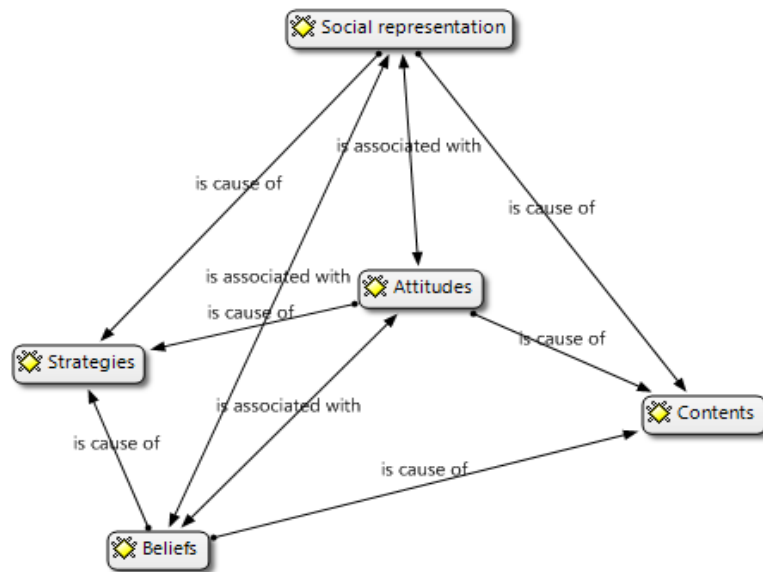 Social representation
is associated with
is cause of
is cause of
is associated with
Attitudes
is cause of
is cause of
Strategies
is associated with
Contents
is cause of
is cause of
Beliefs